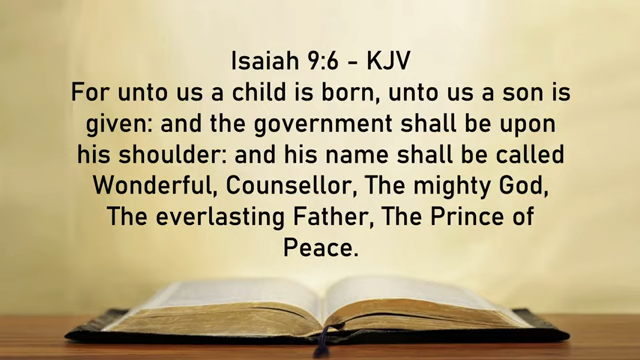 Isaiah 9:6 - KJV
For unto us a child is born, unto us a son is
given: and the government shall be upon
his shoulder: and his name shall be called
Wonderful, Counsellor, The mighty God,
The everlasting Father, The Prince of
Peace.